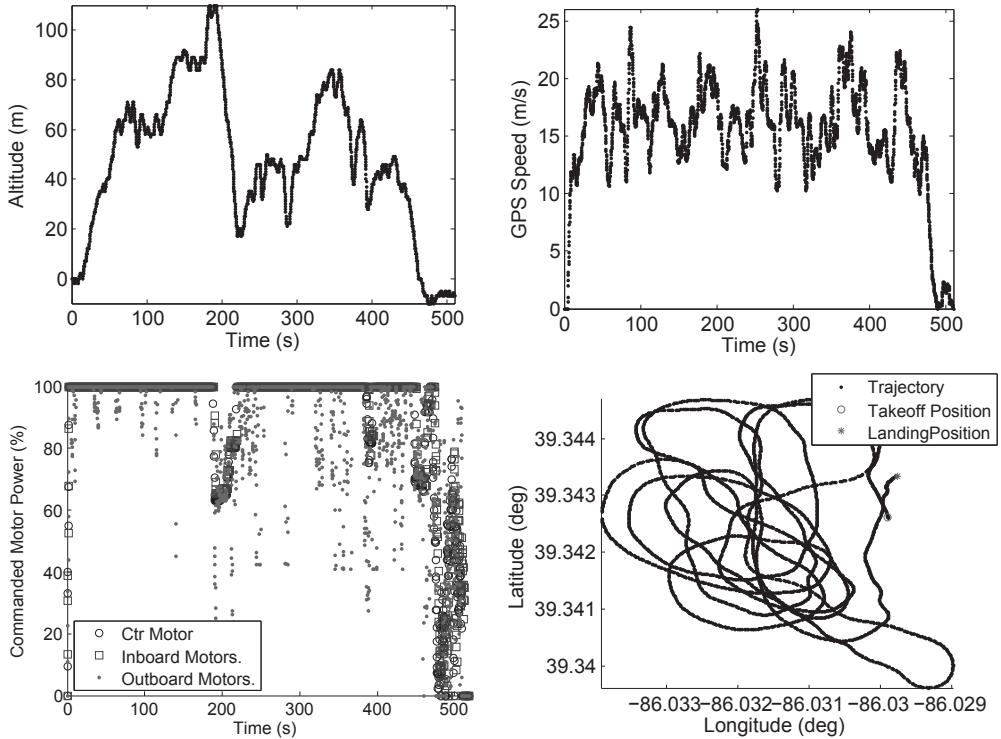 Altitude (m)
100
80
60
40
20
0
0 100 200 300 400 500
Time (s)
GPS Speed (m/s)
25
20
15
10
5
0
0 100 200 300 400 500
Time (s)
Commanded Motor Power (%)
100
80
60
40
20
0
Ctr Motor
Inboard Motors.
Outboard Motors.
0 100 200 300 400 500
Time (s)
Trajectory
Takeoff Position
LandingPosition
Latitude (deg)
39.344
39.343
39.342
39.341
39.34
−86.033 −86.032 −86.031 −86.03 −86.029
Longitude (deg)